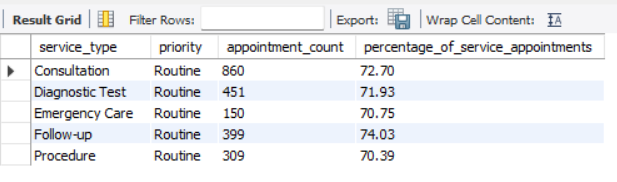 Result Grid Filter Rows: Export: Wrap Cell Content: IA
service_type priority appointment_count percentage_of_service_appointments
Consultation Routine 860 72.70
Diagnostic Test Routine 451 71.93
Emergency Care Routine 150 70.75
Follow-up Routine 399 74.03
Procedure Routine 309 70.39